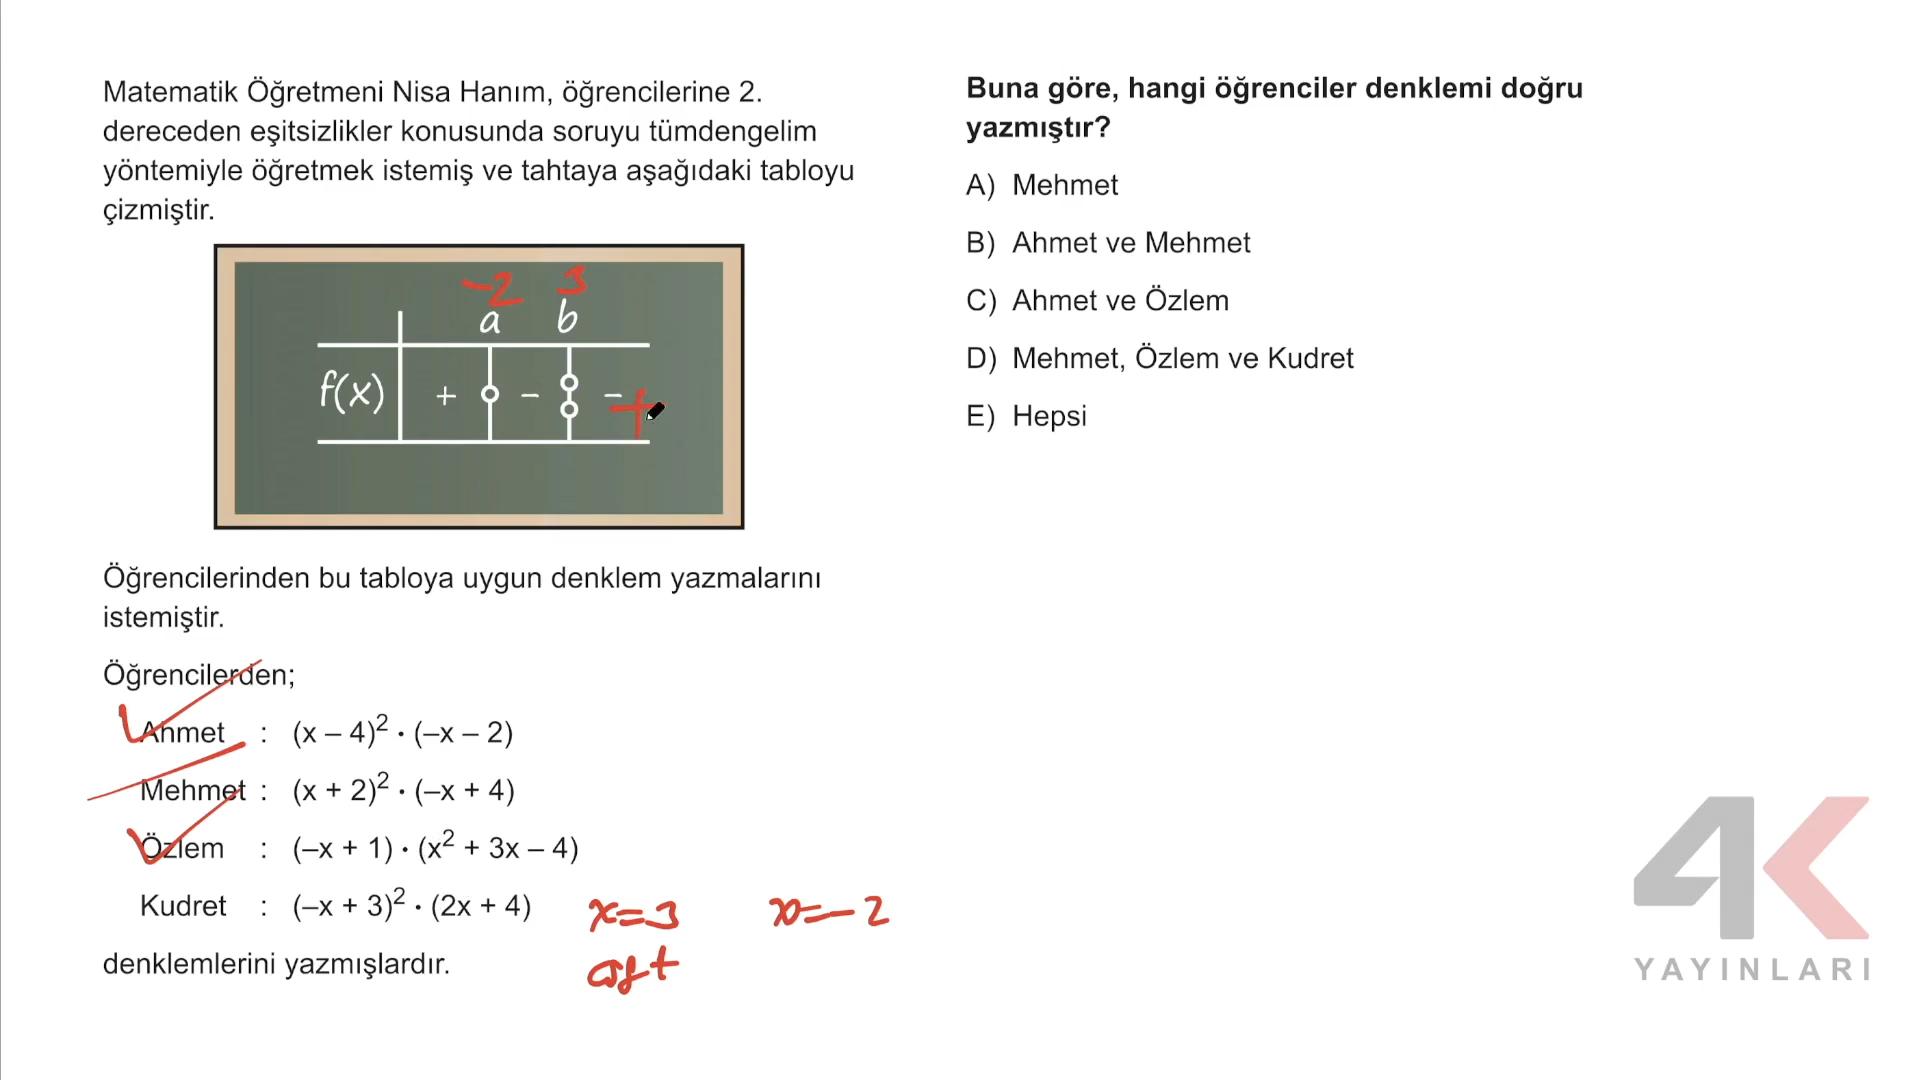 Matematik Öğretmeni Nisa Hanım, öğrencilerine 2.
dereceden eşitsizlikler konusunda soruyu tümdengelim
yöntemiyle öğretmek istemiş ve tahtaya aşağıdaki tabloyu
çizmiştir.
-2 3
a b
f(x) + - - +
Öğrencilerinden bu tabloya uygun denklem yazmalarını
istemiştir.
Öğrencilerden;
Ahmet : (x – 4)² · (–x – 2)
Mehmet : (x + 2)² · (–x + 4)
Özlem : (–x + 1) · (x² + 3x – 4)
Kudret : (–x + 3)² · (2x + 4) x=3 x=-2
denklemlerini yazmışlardır. çift
Buna göre, hangi öğrenciler denklemi doğru
yazmıştır?
A) Mehmet
B) Ahmet ve Mehmet
C) Ahmet ve Özlem
D) Mehmet, Özlem ve Kudret
E) Hepsi
4K
YAYINLARI